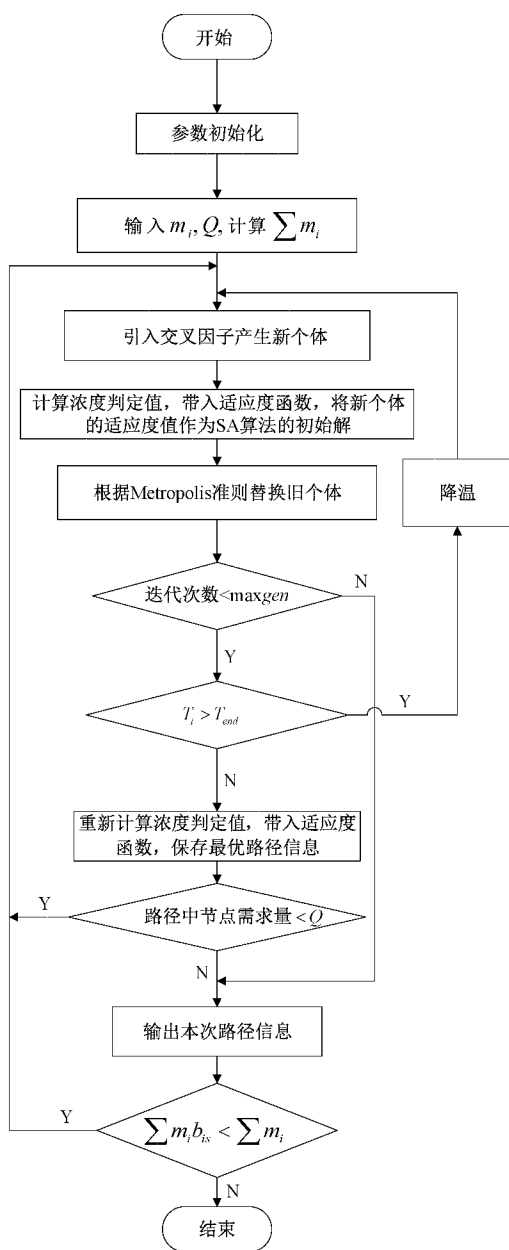 开始
参数初始化
输入 m_i, Q, 计算 ∑ m_i
引入交叉因子产生新个体
计算浓度判定值，带入适应度函数，将新个体
的适应度值作为SA算法的初始解
根据Metropolis准则替换旧个体
降温
迭代次数<maxgen
N
Y
T_i > T_end
Y
N
重新计算浓度判定值，带入适应度
函数，保存最优路径信息
路径中节点需求量 < Q
Y
N
输出本次路径信息
∑ m_i b_is < ∑ m_i
Y
N
结束